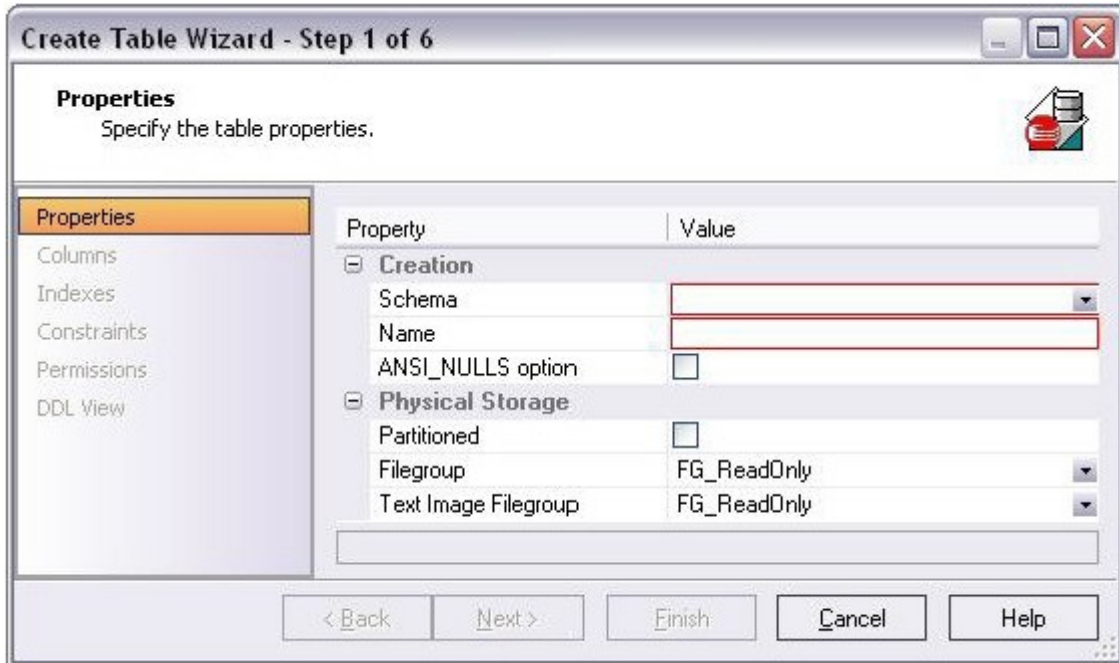 Create Table Wizard - Step 1 of 6
Properties
Specify the table properties.
Properties
Columns
Indexes
Constraints
Permissions
DDL View
Property Value
Creation
Schema
Name
ANSI_NULLS option
Physical Storage
Partitioned
Filegroup FG_ReadOnly
Text Image Filegroup FG_ReadOnly
< Back Next > Finish Cancel Help